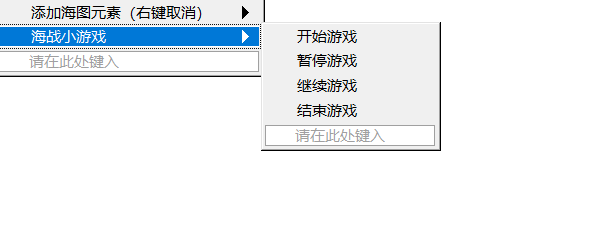 添加海图元素（右键取消）
海战小游戏
请在此处键入
开始游戏
暂停游戏
继续游戏
结束游戏
请在此处键入